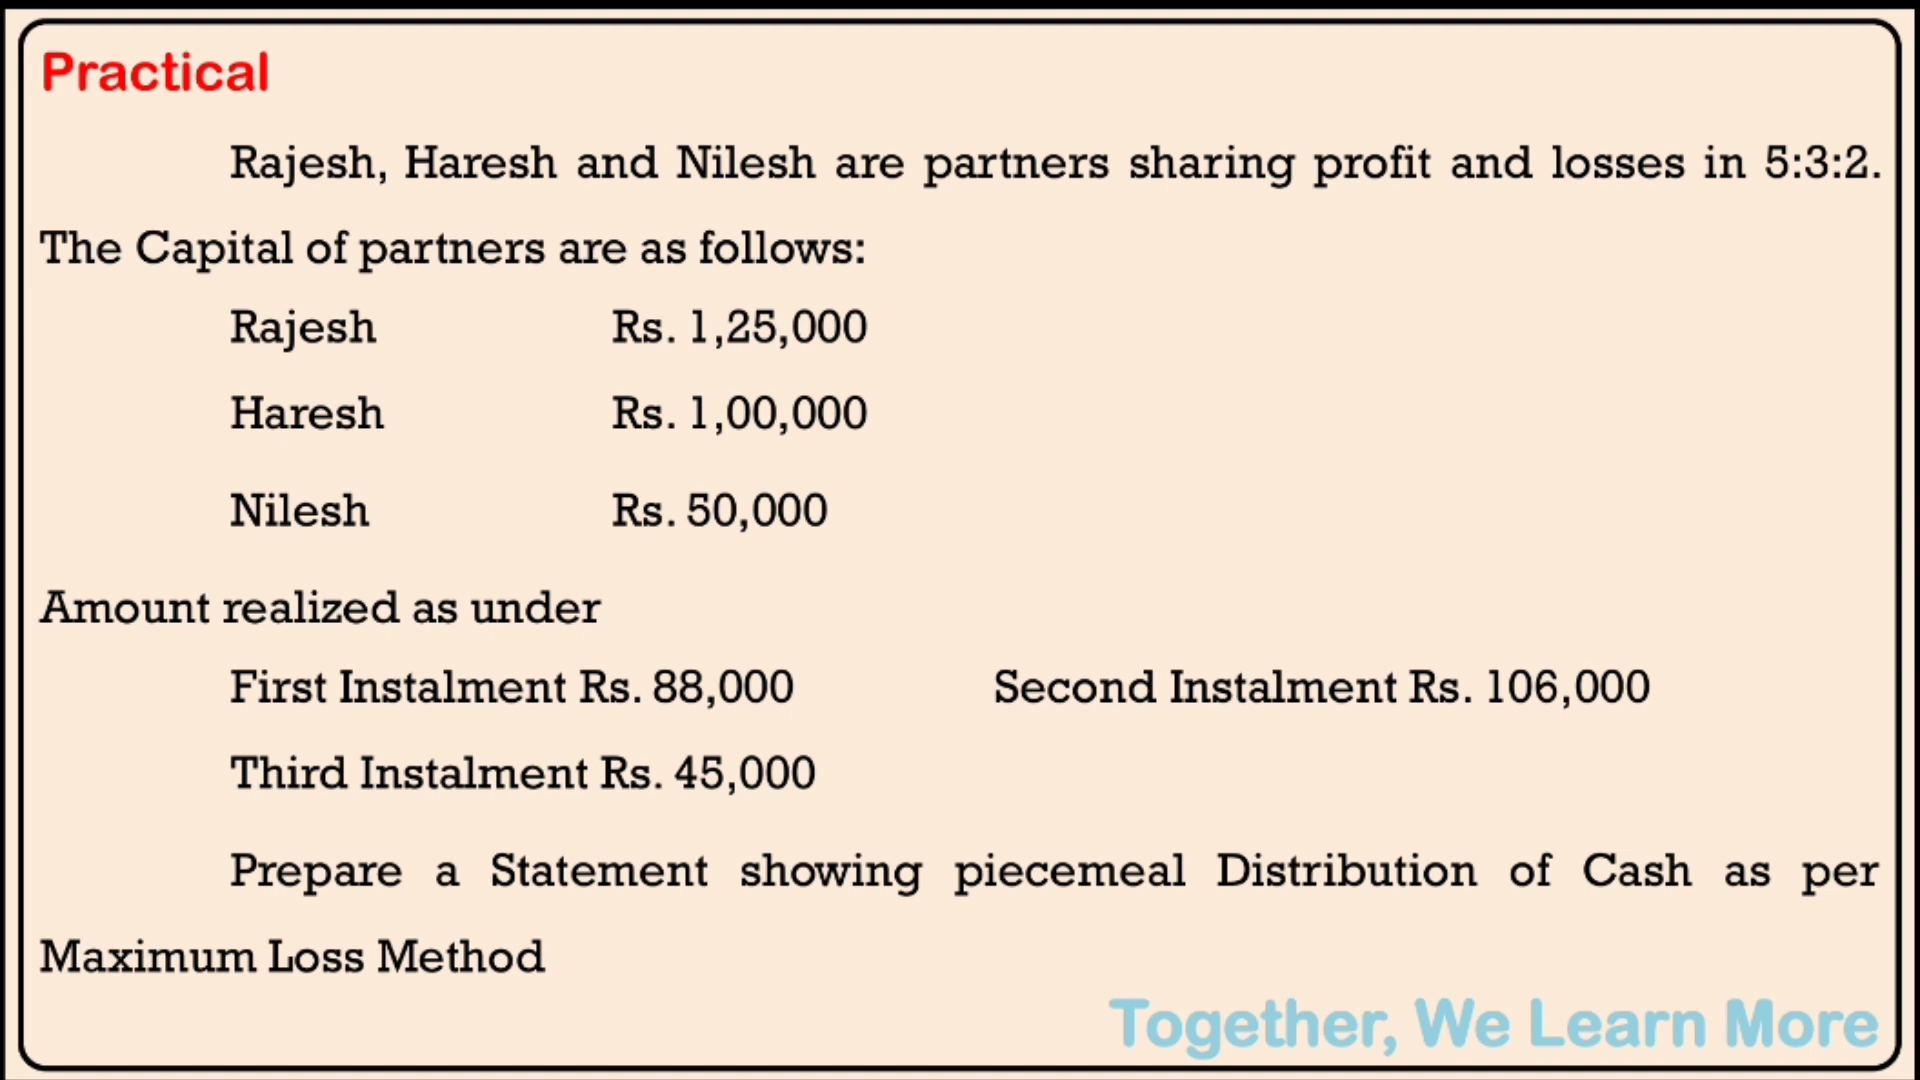 Practical
Rajesh, Haresh and Nilesh are partners sharing profit and losses in 5:3:2.
The Capital of partners are as follows:
Rajesh Rs. 1,25,000
Haresh Rs. 1,00,000
Nilesh Rs. 50,000
Amount realized as under
First Instalment Rs. 88,000 Second Instalment Rs. 106,000
Third Instalment Rs. 45,000
Prepare a Statement showing piecemeal Distribution of Cash as per
Maximum Loss Method
Together, We Learn More